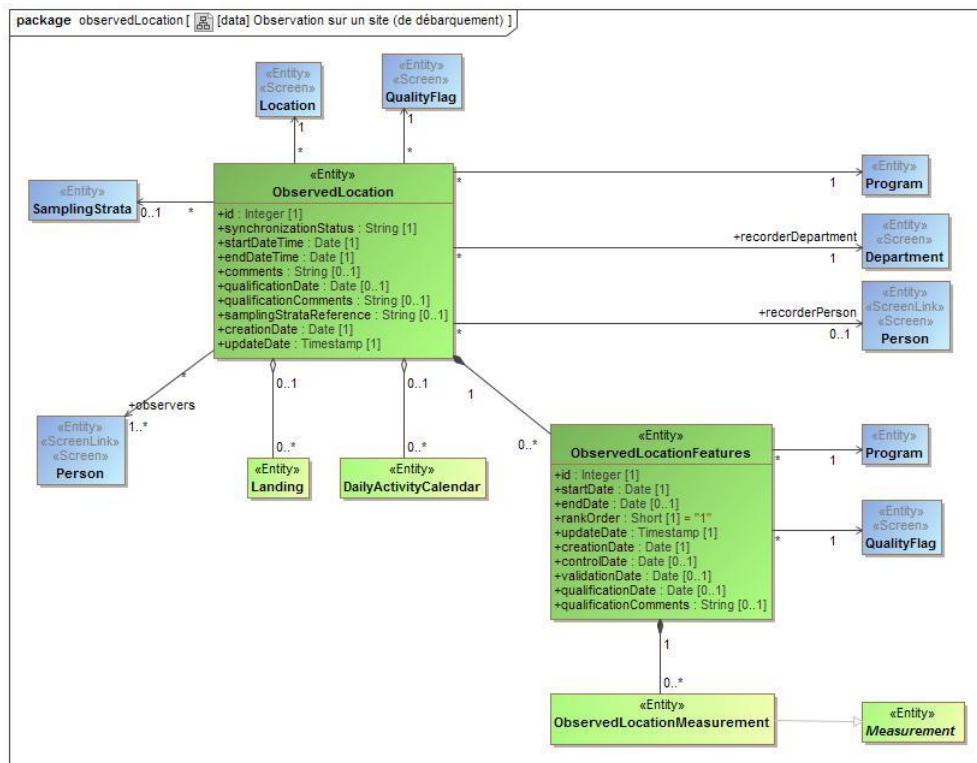 package observedLocation [ [data] Observation sur un site (de débarquement) ]
«Entity»
«Screen»
Location
«Entity»
«Screen»
QualityFlag
1
*
1
*
«Entity»
SamplingStrata
0..1
*
«Entity»
ObservedLocation
+id : Integer [1]
+synchronizationStatus : String [1]
+startDateTime : Date [1]
+endDateTime : Date [1]
+comments : String [0..1]
+qualificationDate : Date [0..1]
+qualificationComments : String [0..1]
+samplingStrataReference : String [0..1]
+creationDate : Date [1]
+updateDate : Timestamp [1]
*
1
«Entity»
Program
*
+recorderDepartment
1
«Entity»
«Screen»
Department
*
+recorderPerson
0..1
«Entity»
«ScreenLink»
«Screen»
Person
*
+observers
1..*
«Entity»
«ScreenLink»
«Screen»
Person
0..1
0..*
«Entity»
Landing
0..1
0..*
«Entity»
DailyActivityCalendar
1
0..*
«Entity»
ObservedLocationFeatures
+id : Integer [1]
+startDate : Date [1]
+endDate : Date [0..1]
+rankOrder : Short [1] = "1"
+updateDate : Timestamp [1]
+creationDate : Date [1]
+controlDate : Date [0..1]
+validationDate : Date [0..1]
+qualificationDate : Date [0..1]
+qualificationComments : String [0..1]
*
1
«Entity»
Program
*
1
«Entity»
«Screen»
QualityFlag
1
0..*
«Entity»
ObservedLocationMeasurement
«Entity»
Measurement